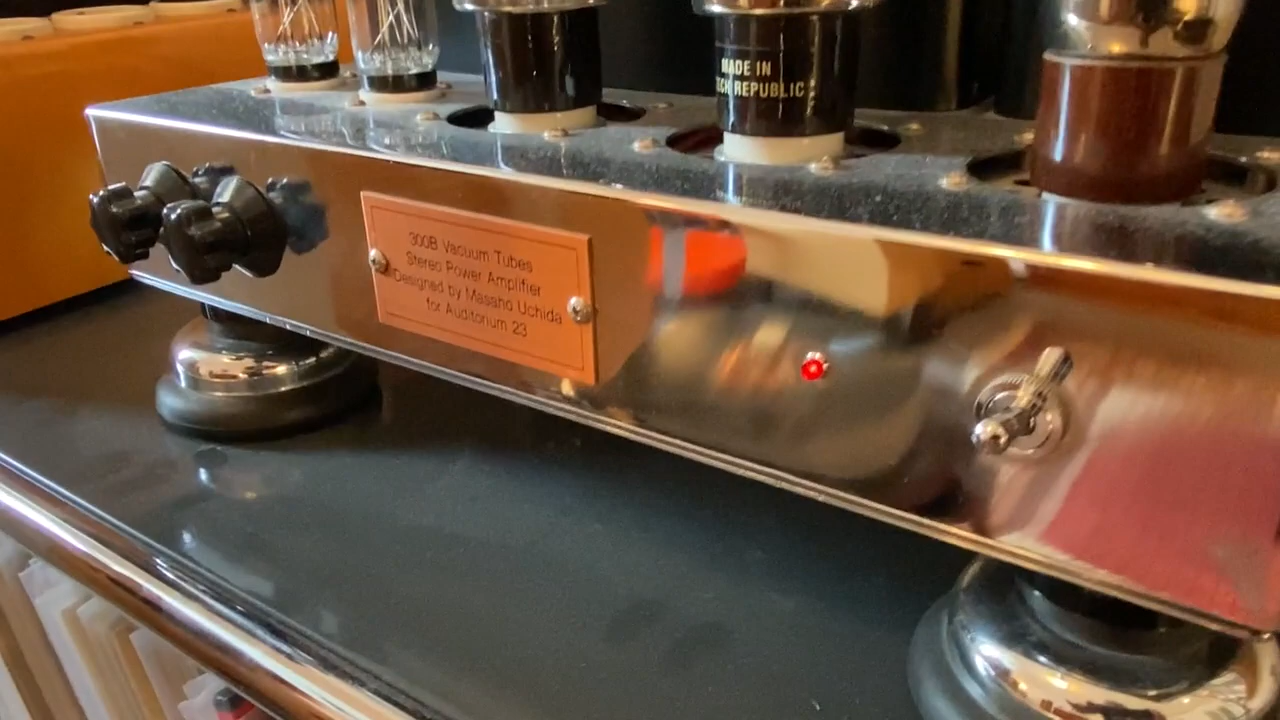 MADE IN
CH REPUBLIC
300B Vacuum Tubes
Stereo Power Amplifier
Designed by Masaho Uchida
for Auditorium 23